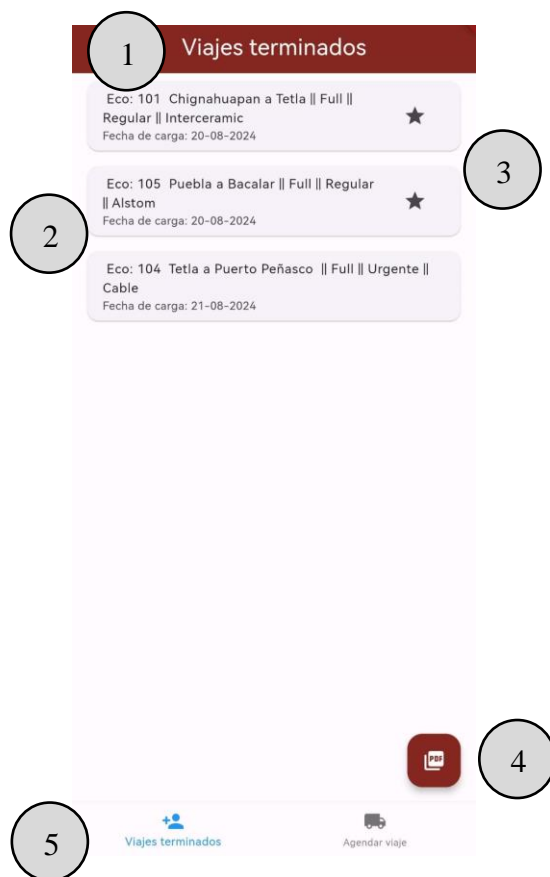 1
Viajes terminados
Eco: 101 Chignahuapan a Tetla || Full ||
Regular || Interceramic
Fecha de carga: 20-08-2024
3
Eco: 105 Puebla a Bacalar || Full || Regular
|| Alstom
Fecha de carga: 20-08-2024
2
Eco: 104 Tetla a Puerto Peñasco || Full || Urgente ||
Cable
Fecha de carga: 21-08-2024
PDF
4
5
Viajes terminados
Agendar viaje